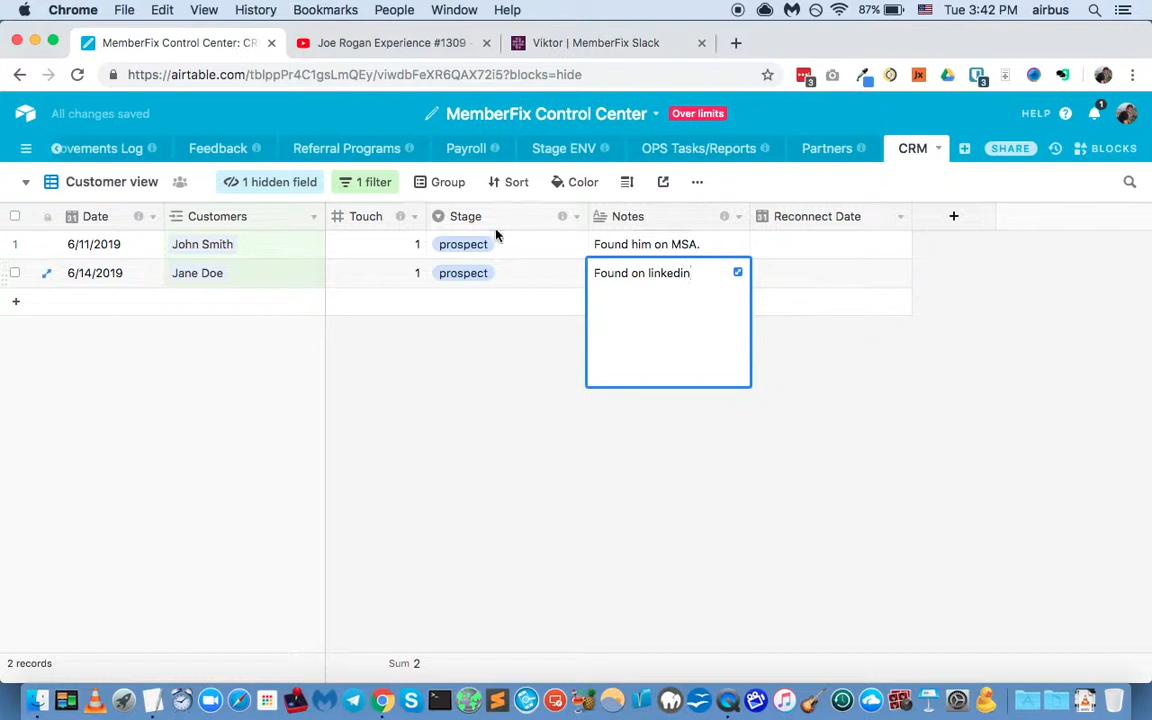 Chrome File Edit View History Bookmarks People Window Help 87% Tue 3:42 PM airbus
MemberFix Control Center: CR Joe Rogan Experience #1309 - Viktor | MemberFix Slack
https://airtable.com/tblppPr4C1gsLmQEy/viwdbFeXR6QAX72i5?blocks=hide 3 3
All changes saved MemberFix Control Center Over limits HELP 1
ovements Log Feedback Referral Programs Payroll Stage ENV OPS Tasks/Reports Partners CRM SHARE BLOCKS
Customer view 1 hidden field 1 filter Group Sort Color
Date Customers Touch Stage Notes Reconnect Date
1 6/11/2019 John Smith 1 prospect Found him on MSA.
6/14/2019 Jane Doe 1 prospect Found on linkedin
2 records Sum 2